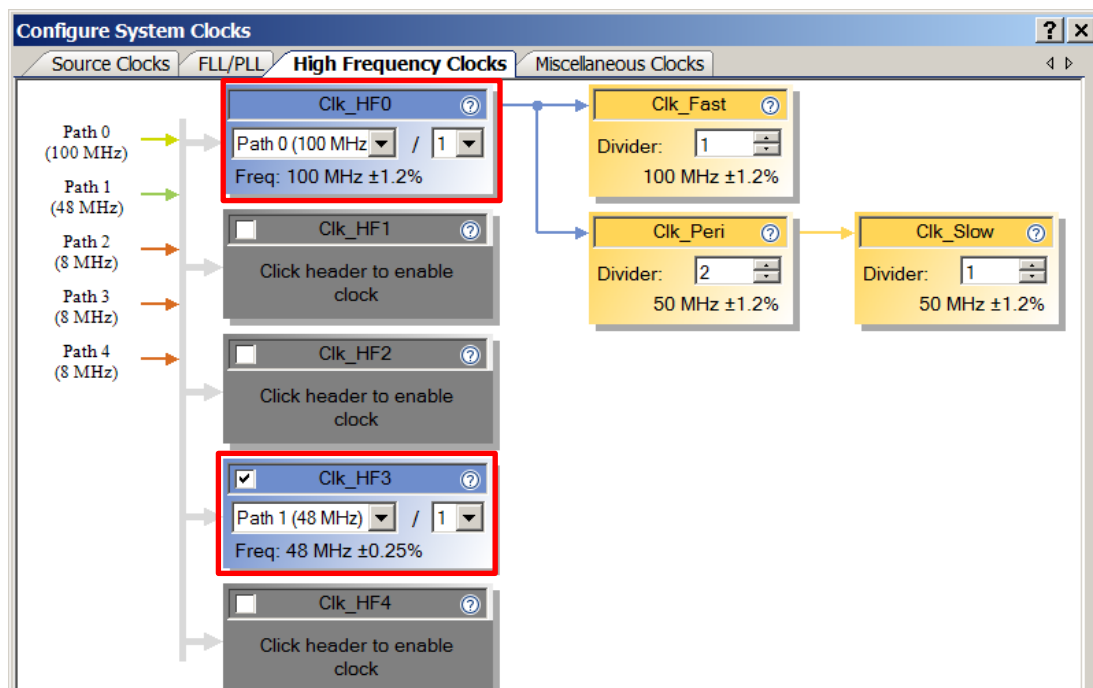 Configure System Clocks
?
Source Clocks
FLL/PLL
High Frequency Clocks
Miscellaneous Clocks
Path 0
(100 MHz)
Path 1
(48 MHz)
Path 2
(8 MHz)
Path 3
(8 MHz)
Path 4
(8 MHz)
Clk_HF0 ?
Path 0 (100 MHz / 1
Freq: 100 MHz ±1.2%
Clk_HF1 ?
Click header to enable
clock
Clk_HF2 ?
Click header to enable
clock
Clk_HF3 ?
Path 1 (48 MHz) / 1
Freq: 48 MHz ±0.25%
Clk_HF4 ?
Click header to enable
clock
Clk_Fast ?
Divider: 1
100 MHz ±1.2%
Clk_Peri ?
Divider: 2
50 MHz ±1.2%
Clk_Slow ?
Divider: 1
50 MHz ±1.2%